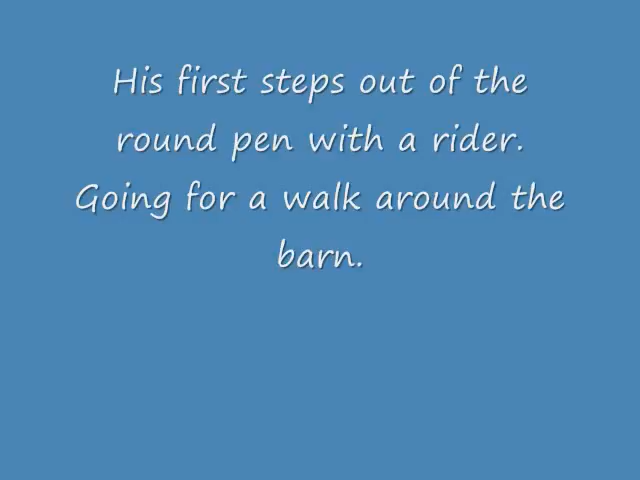 His first steps out of the
round pen with a rider.
Going for a walk around the
barn.